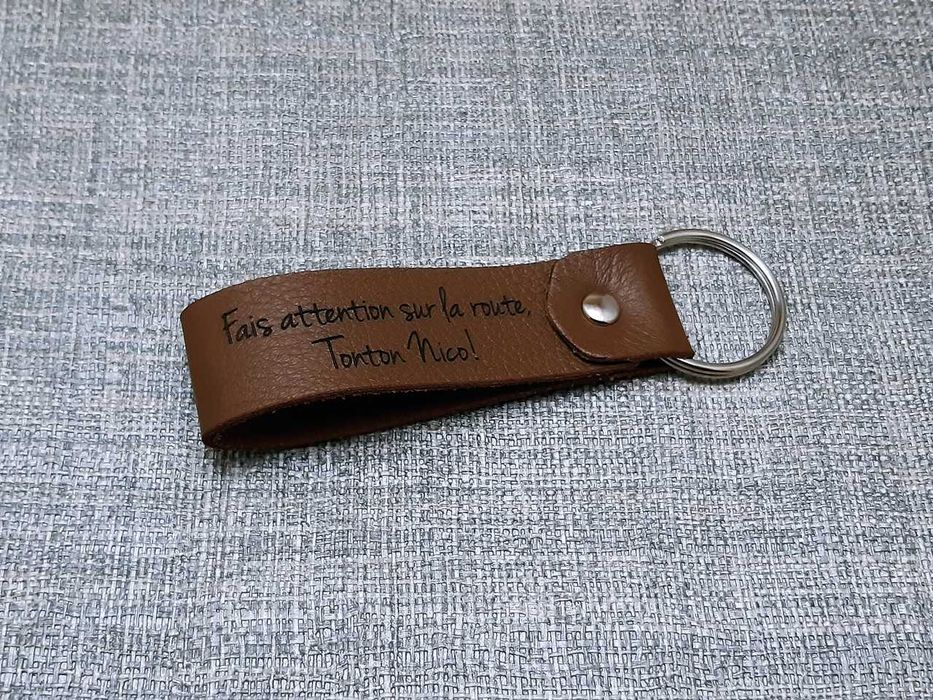 Fais attention sur la route,
Tonton Nico!